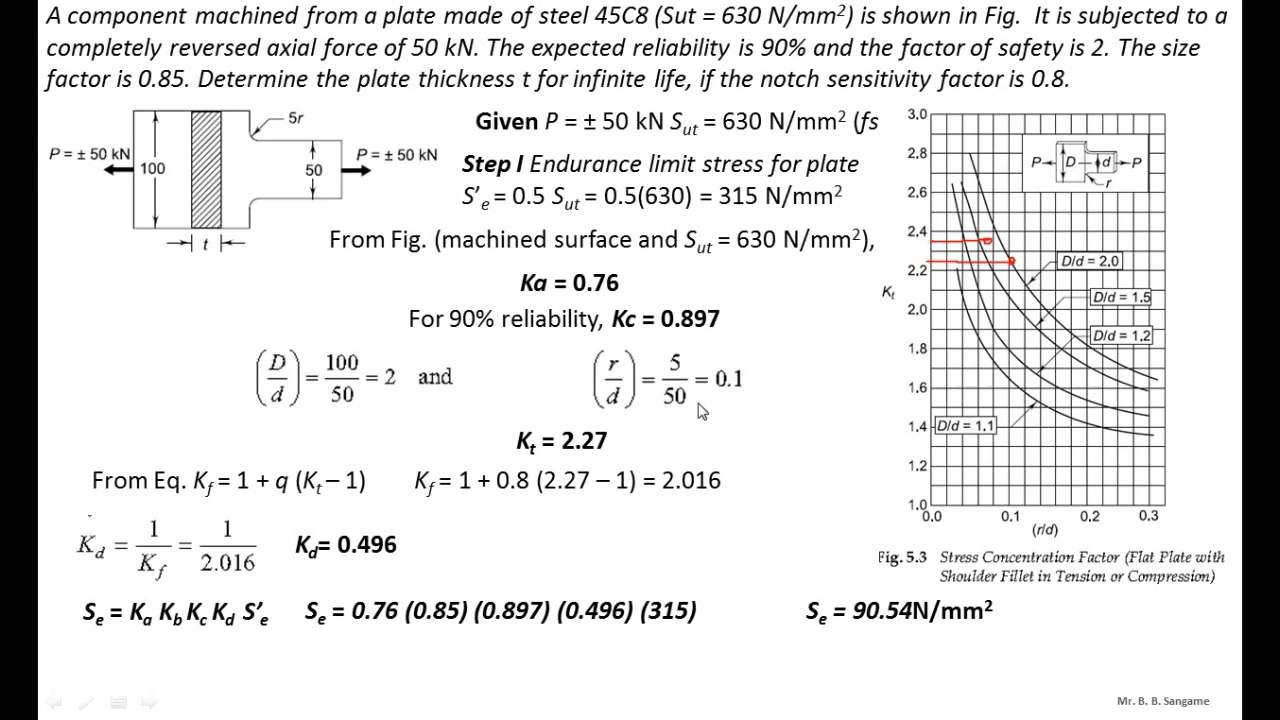 A component machined from a plate made of steel 45C8 (Sut = 630 N/mm²) is shown in Fig. It is subjected to a
completely reversed axial force of 50 kN. The expected reliability is 90% and the factor of safety is 2. The size
factor is 0.85. Determine the plate thickness t for infinite life, if the notch sensitivity factor is 0.8.
5r
P = ± 50 kN
100
50
P = ± 50 kN
t
Given P = ± 50 kN Sut = 630 N/mm² (fs
Step I Endurance limit stress for plate
S′e = 0.5 Sut = 0.5(630) = 315 N/mm²
From Fig. (machined surface and Sut = 630 N/mm²),
Ka = 0.76
For 90% reliability, Kc = 0.897
(D/d) = 100/50 = 2 and (r/d) = 5/50 = 0.1
Kt = 2.27
From Eq. Kf = 1 + q (Kt – 1) Kf = 1 + 0.8 (2.27 – 1) = 2.016
Kd = 1/Kf = 1/2.016 Kd= 0.496
Se = Ka Kb Kc Kd S′e Se = 0.76 (0.85) (0.897) (0.496) (315) Se = 90.54N/mm²
3.0
2.8
2.6
2.4
2.2
Kt
2.0
1.8
1.6
1.4
1.2
1.0
P D d P
r
D/d = 2.0
D/d = 1.5
D/d = 1.2
D/d = 1.1
0.0 0.1 0.2 0.3
(r/d)
Fig. 5.3 Stress Concentration Factor (Flat Plate with
Shoulder Fillet in Tension or Compression)
Mr. B. B. Sangame